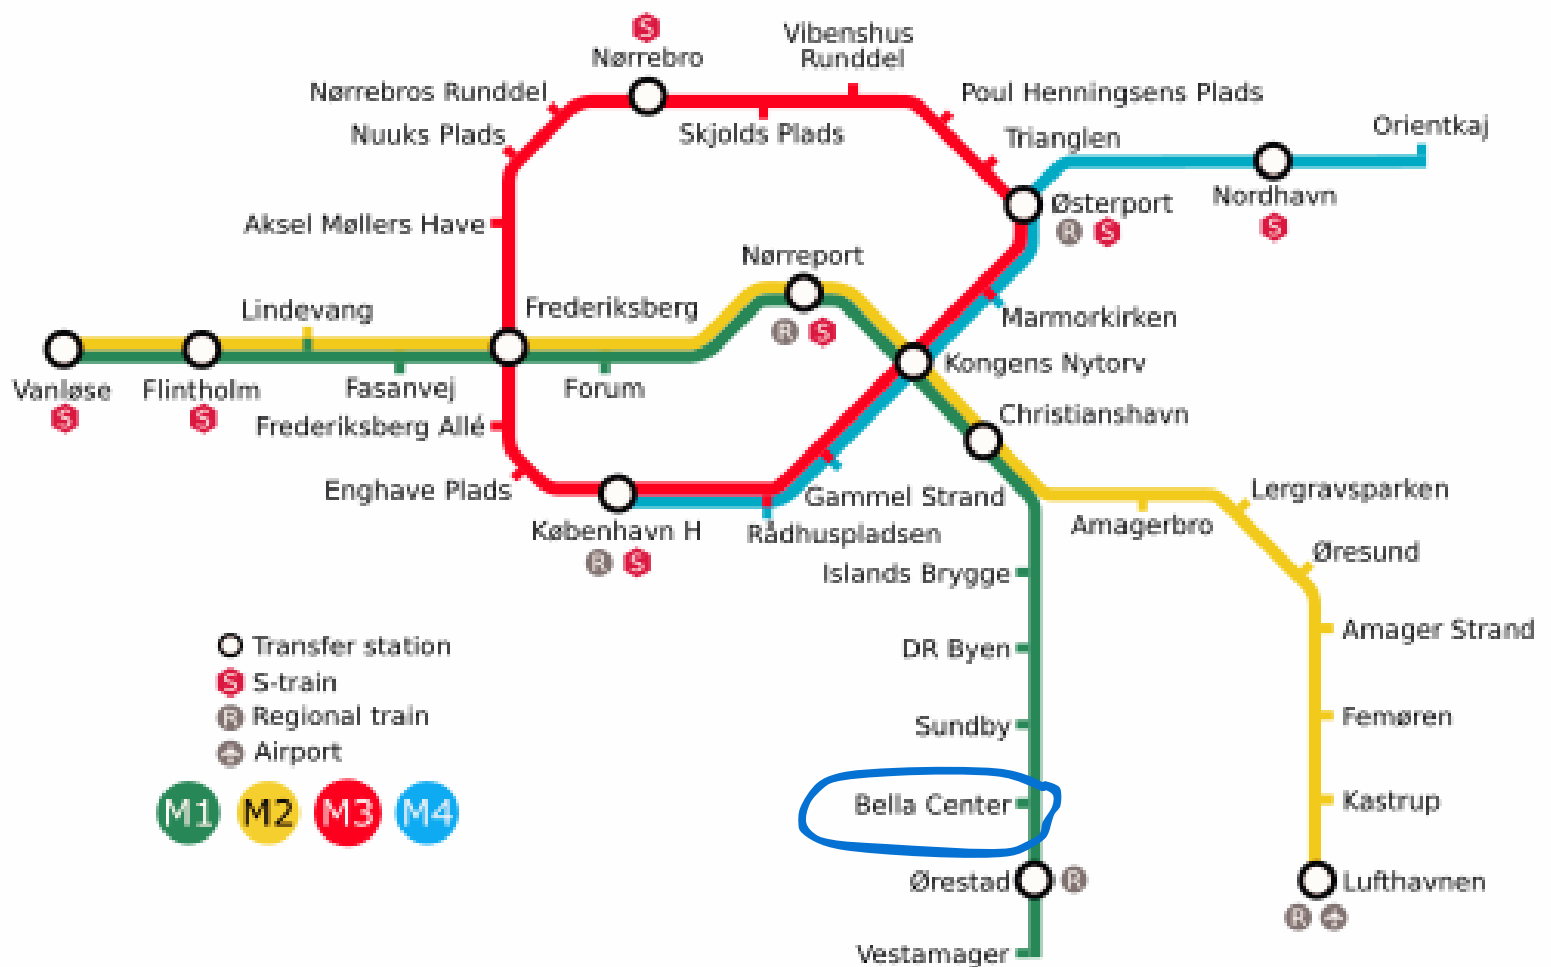 S
Nørrebro
Vibenshus
Runddel
Nørrebros Runddel
Poul Henningsens Plads
Nuuks Plads
Skjolds Plads
Trianglen
Orientkaj
Aksel Møllers Have
Østerport
R S
Nordhavn
S
Nørreport
R S
Lindevang
Frederiksberg
Marmorkirken
Kongens Nytorv
Vanløse
S
Flintholm
S
Fasanvej
Forum
Christianshavn
Frederiksberg Allé
Enghave Plads
København H
R S
Gammel Strand
Rådhuspladsen
Amagerbro
Lergravsparken
Øresund
Islands Brygge
Amager Strand
DR Byen
Femøren
Sundby
Kastrup
Bella Center
Ørestad R
Lufthavnen
R
Vestamager
Transfer station
S S-train
R Regional train
Airport
M1 M2 M3 M4